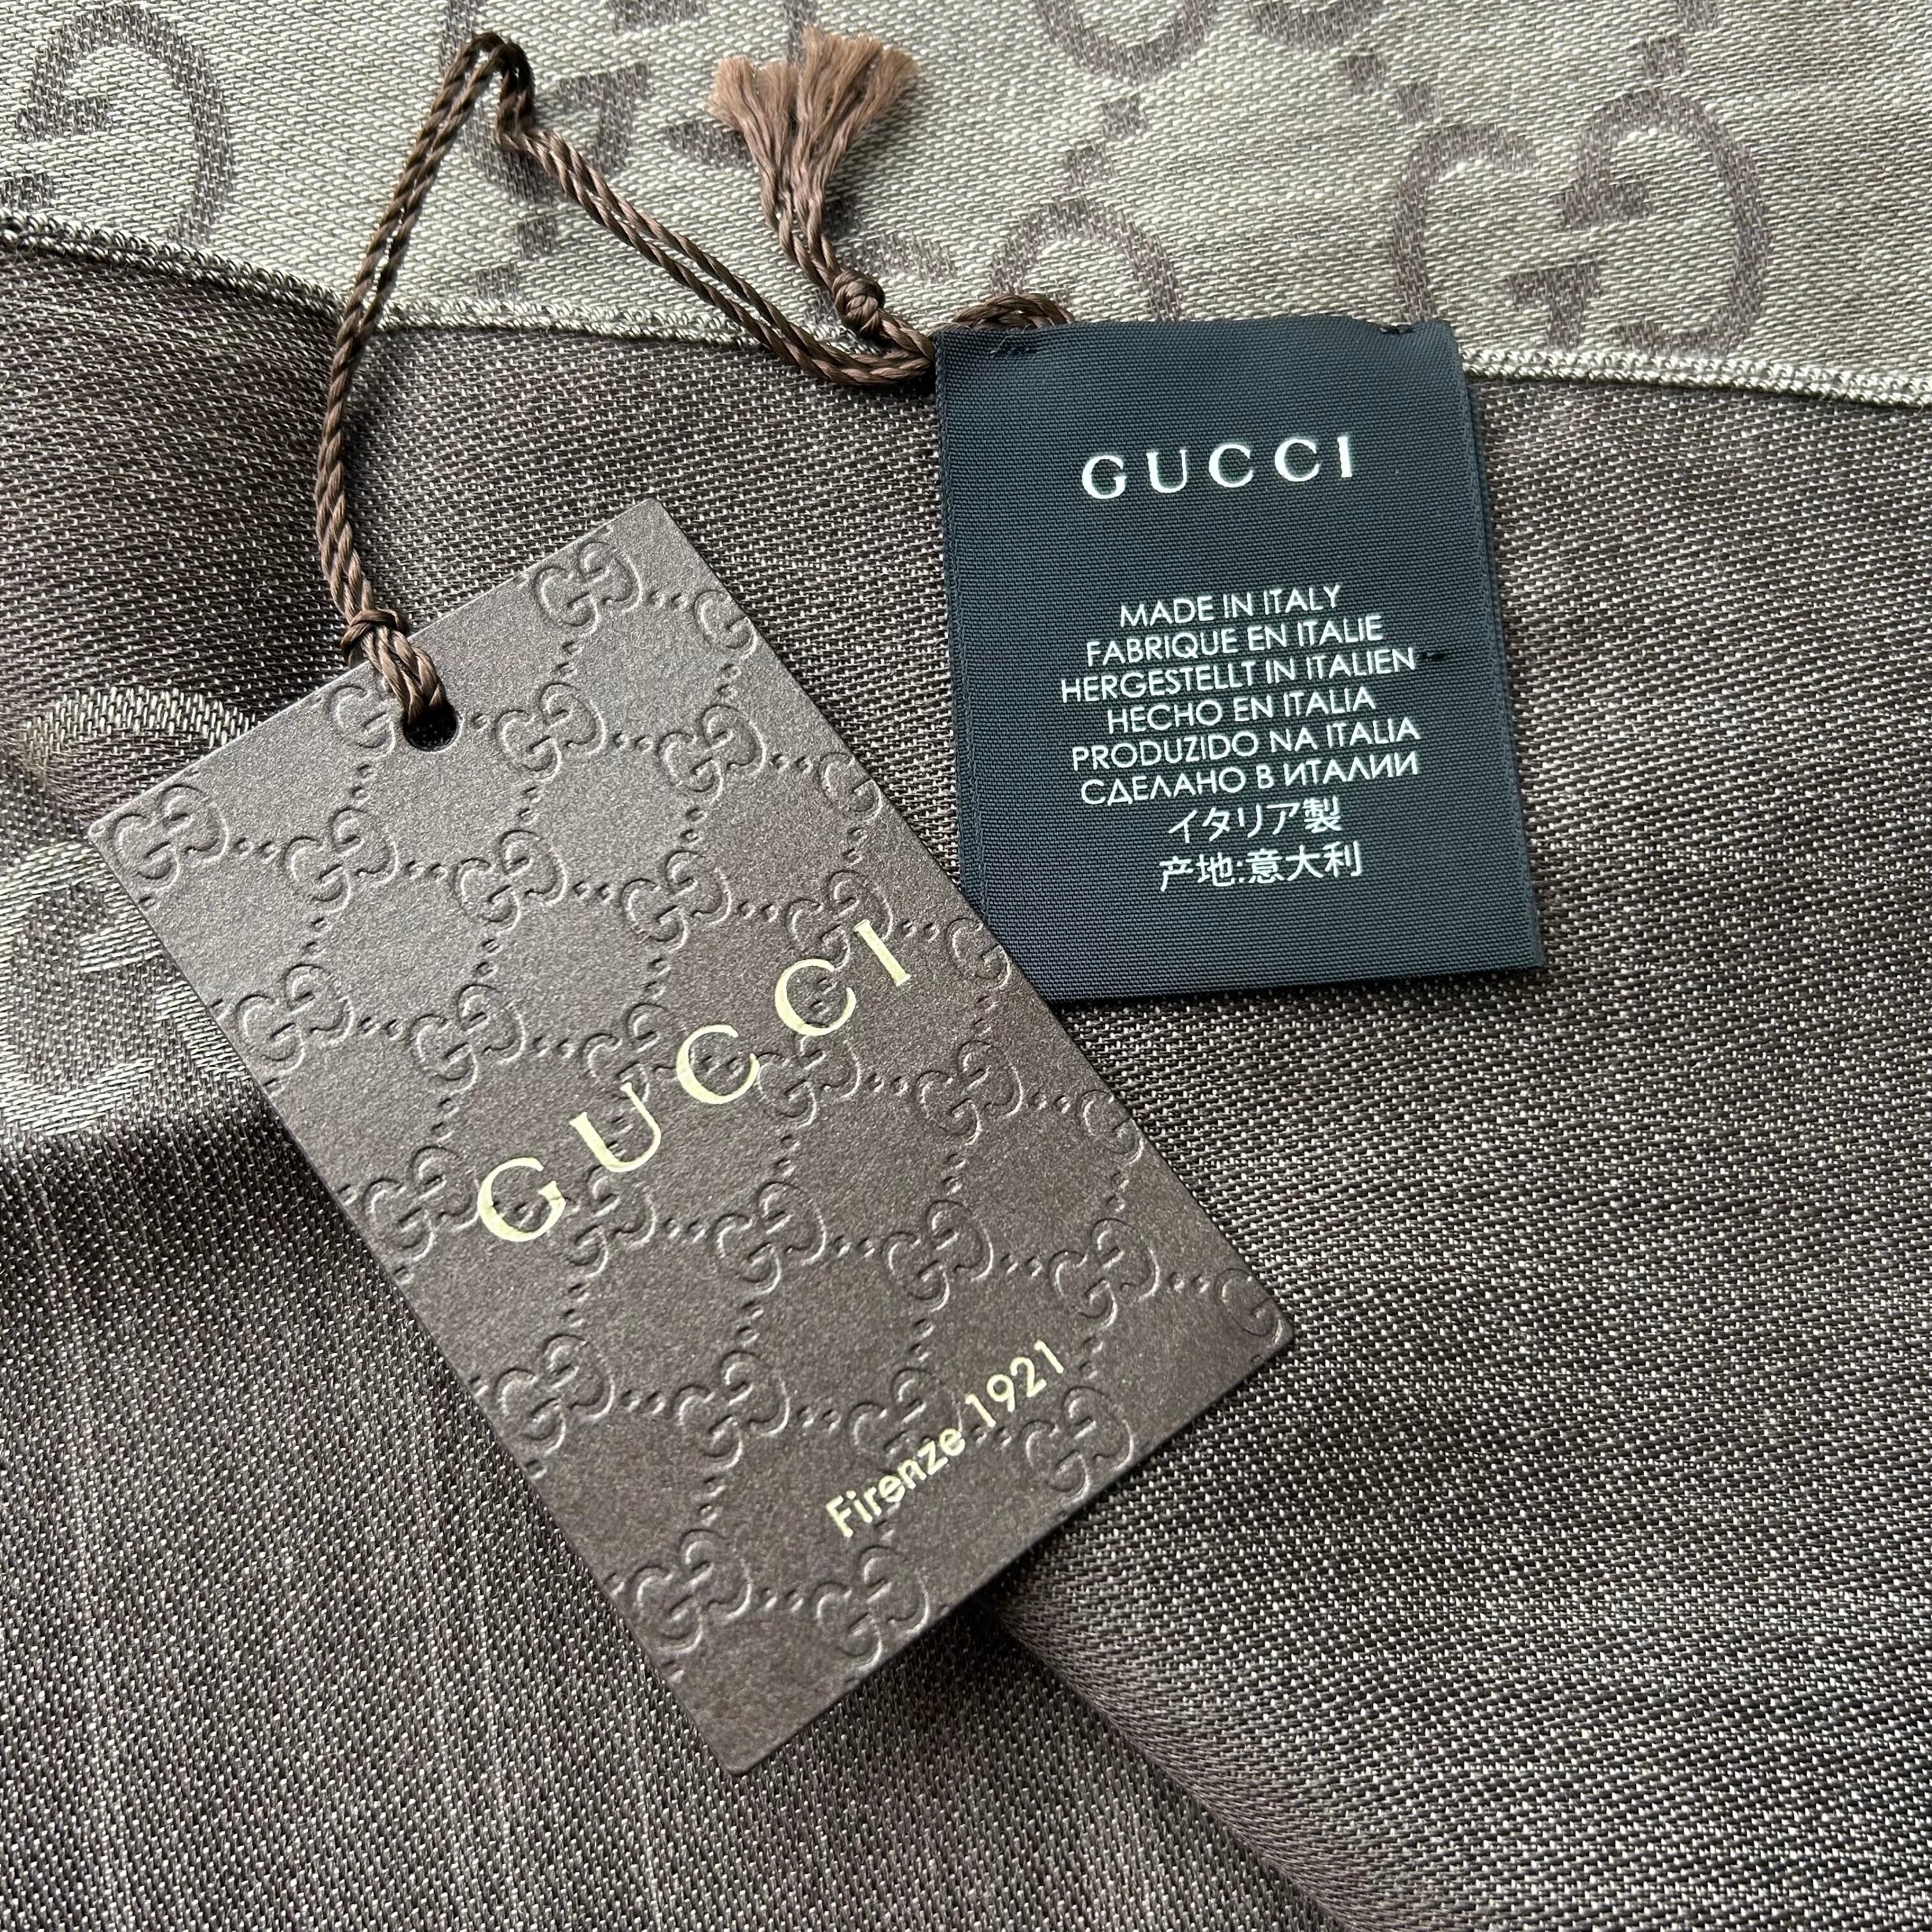 GUCCI
MADE IN ITALY
FABRIQUE EN ITALIE
HERGESTELLT IN ITALIEN
HECHO EN ITALIA
PRODUZIDO NA ITALIA
СДЕЛАНО В ИТАЛИИ
イタリア製
产地:意大利
GUCCI
Firenze.1921